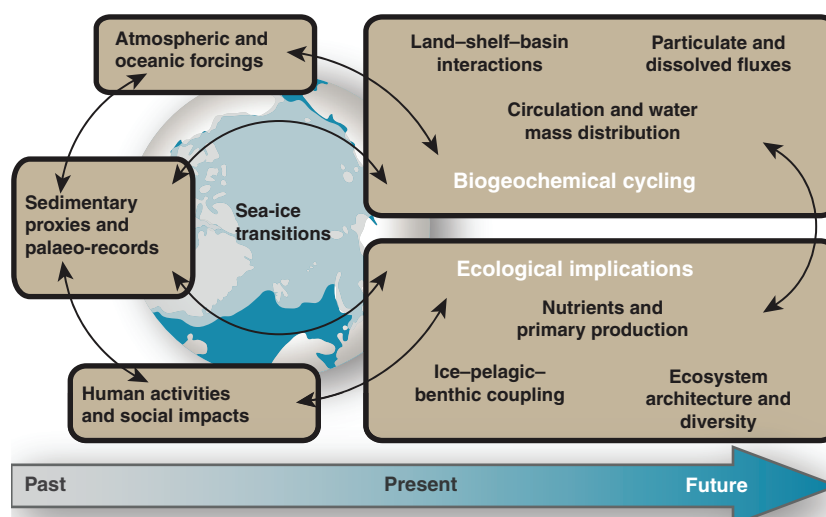 Atmospheric and
oceanic forcings
Land–shelf–basin
interactions
Particulate and
dissolved fluxes
Circulation and water
mass distribution
Biogeochemical cycling
Sedimentary
proxies and
palaeo-records
Sea-ice
transitions
Ecological implications
Nutrients and
primary production
Ice–pelagic–
benthic coupling
Ecosystem
architecture and
diversity
Human activities
and social impacts
Past
Present
Future